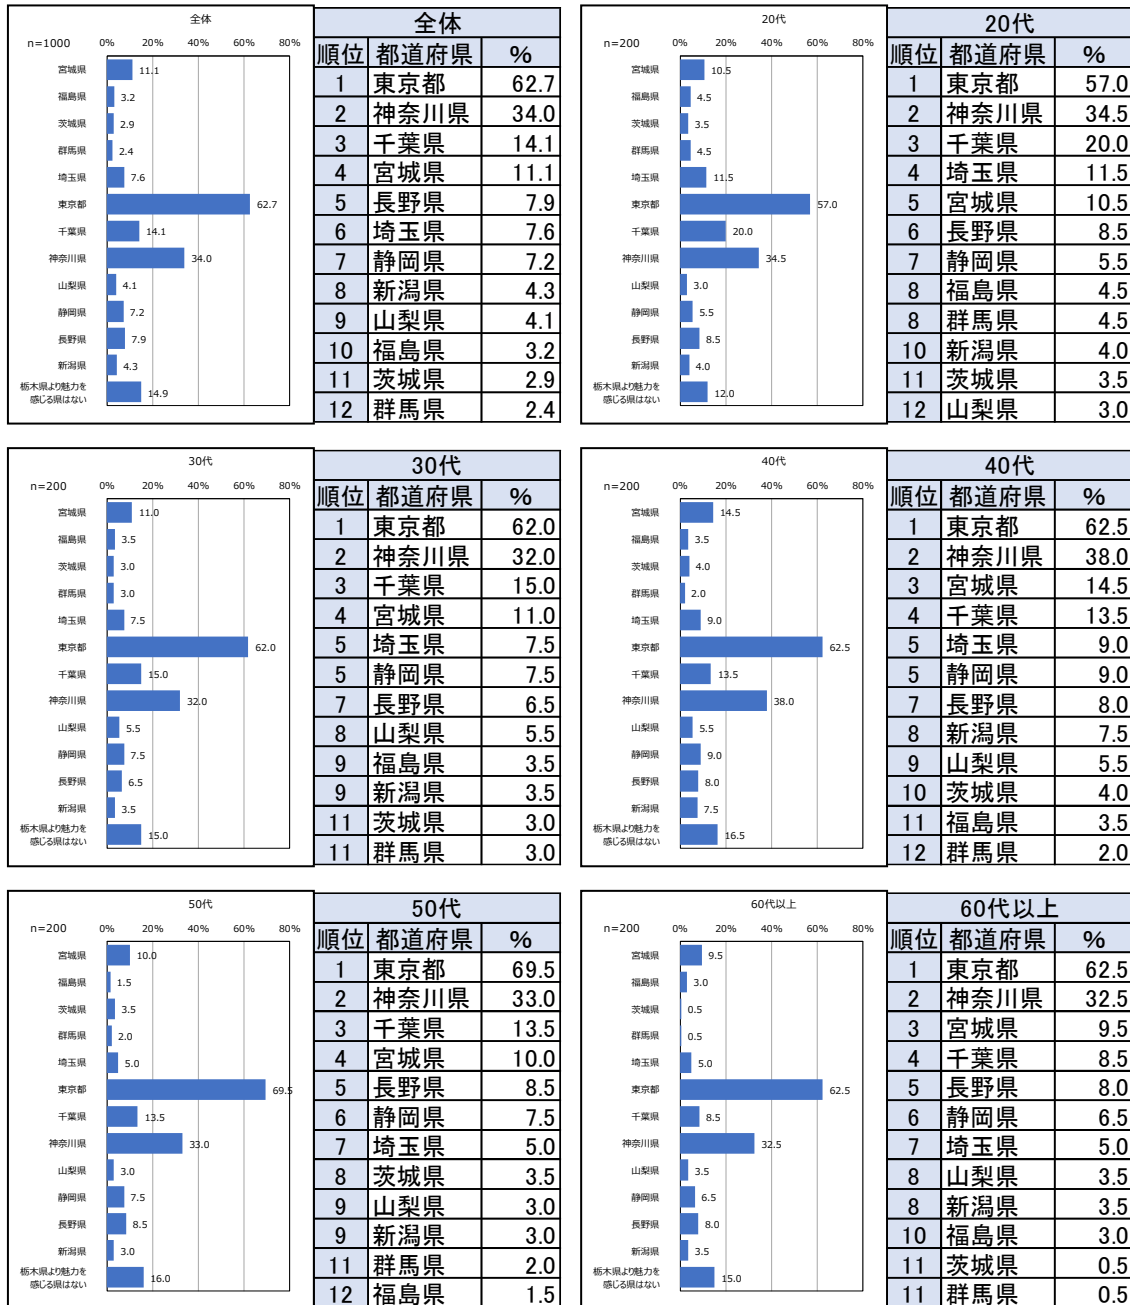 全体
n=1000
0% 20% 40% 60% 80%
宮城県 11.1
福島県 3.2
茨城県 2.9
群馬県 2.4
埼玉県 7.6
東京都 62.7
千葉県 14.1
神奈川県 34.0
山梨県 4.1
静岡県 7.2
長野県 7.9
新潟県 4.3
栃木県より魅力を
感じる県はない 14.9
全体
順位 都道府県 %
1 東京都 62.7
2 神奈川県 34.0
3 千葉県 14.1
4 宮城県 11.1
5 長野県 7.9
6 埼玉県 7.6
7 静岡県 7.2
8 新潟県 4.3
9 山梨県 4.1
10 福島県 3.2
11 茨城県 2.9
12 群馬県 2.4
20代
n=200
0% 20% 40% 60% 80%
宮城県 10.5
福島県 4.5
茨城県 3.5
群馬県 4.5
埼玉県 11.5
東京都 57.0
千葉県 20.0
神奈川県 34.5
山梨県 3.0
静岡県 5.5
長野県 8.5
新潟県 4.0
栃木県より魅力を
感じる県はない 12.0
20代
順位 都道府県 %
1 東京都 57.0
2 神奈川県 34.5
3 千葉県 20.0
4 埼玉県 11.5
5 宮城県 10.5
6 長野県 8.5
7 静岡県 5.5
8 福島県 4.5
8 群馬県 4.5
10 新潟県 4.0
11 茨城県 3.5
12 山梨県 3.0
30代
n=200
0% 20% 40% 60% 80%
宮城県 11.0
福島県 3.5
茨城県 3.0
群馬県 3.0
埼玉県 7.5
東京都 62.0
千葉県 15.0
神奈川県 32.0
山梨県 5.5
静岡県 7.5
長野県 6.5
新潟県 3.5
栃木県より魅力を
感じる県はない 15.0
30代
順位 都道府県 %
1 東京都 62.0
2 神奈川県 32.0
3 千葉県 15.0
4 宮城県 11.0
5 埼玉県 7.5
5 静岡県 7.5
7 長野県 6.5
8 山梨県 5.5
9 福島県 3.5
9 新潟県 3.5
11 茨城県 3.0
11 群馬県 3.0
40代
n=200
0% 20% 40% 60% 80%
宮城県 14.5
福島県 3.5
茨城県 4.0
群馬県 2.0
埼玉県 9.0
東京都 62.5
千葉県 13.5
神奈川県 38.0
山梨県 5.5
静岡県 9.0
長野県 8.0
新潟県 7.5
栃木県より魅力を
感じる県はない 16.5
40代
順位 都道府県 %
1 東京都 62.5
2 神奈川県 38.0
3 宮城県 14.5
4 千葉県 13.5
5 埼玉県 9.0
5 静岡県 9.0
7 長野県 8.0
8 新潟県 7.5
9 山梨県 5.5
10 茨城県 4.0
11 福島県 3.5
12 群馬県 2.0
50代
n=200
0% 20% 40% 60% 80%
宮城県 10.0
福島県 1.5
茨城県 3.5
群馬県 2.0
埼玉県 5.0
東京都 69.5
千葉県 13.5
神奈川県 33.0
山梨県 3.0
静岡県 7.5
長野県 8.5
新潟県 3.0
栃木県より魅力を
感じる県はない 16.0
50代
順位 都道府県 %
1 東京都 69.5
2 神奈川県 33.0
3 千葉県 13.5
4 宮城県 10.0
5 長野県 8.5
6 静岡県 7.5
7 埼玉県 5.0
8 茨城県 3.5
9 山梨県 3.0
9 新潟県 3.0
11 群馬県 2.0
12 福島県 1.5
60代以上
n=200
0% 20% 40% 60% 80%
宮城県 9.5
福島県 3.0
茨城県 0.5
群馬県 0.5
埼玉県 5.0
東京都 62.5
千葉県 8.5
神奈川県 32.5
山梨県 3.5
静岡県 6.5
長野県 8.0
新潟県 3.5
栃木県より魅力を
感じる県はない 15.0
60代以上
順位 都道府県 %
1 東京都 62.5
2 神奈川県 32.5
3 宮城県 9.5
4 千葉県 8.5
5 長野県 8.0
6 静岡県 6.5
7 埼玉県 5.0
8 山梨県 3.5
8 新潟県 3.5
10 福島県 3.0
11 茨城県 0.5
11 群馬県 0.5